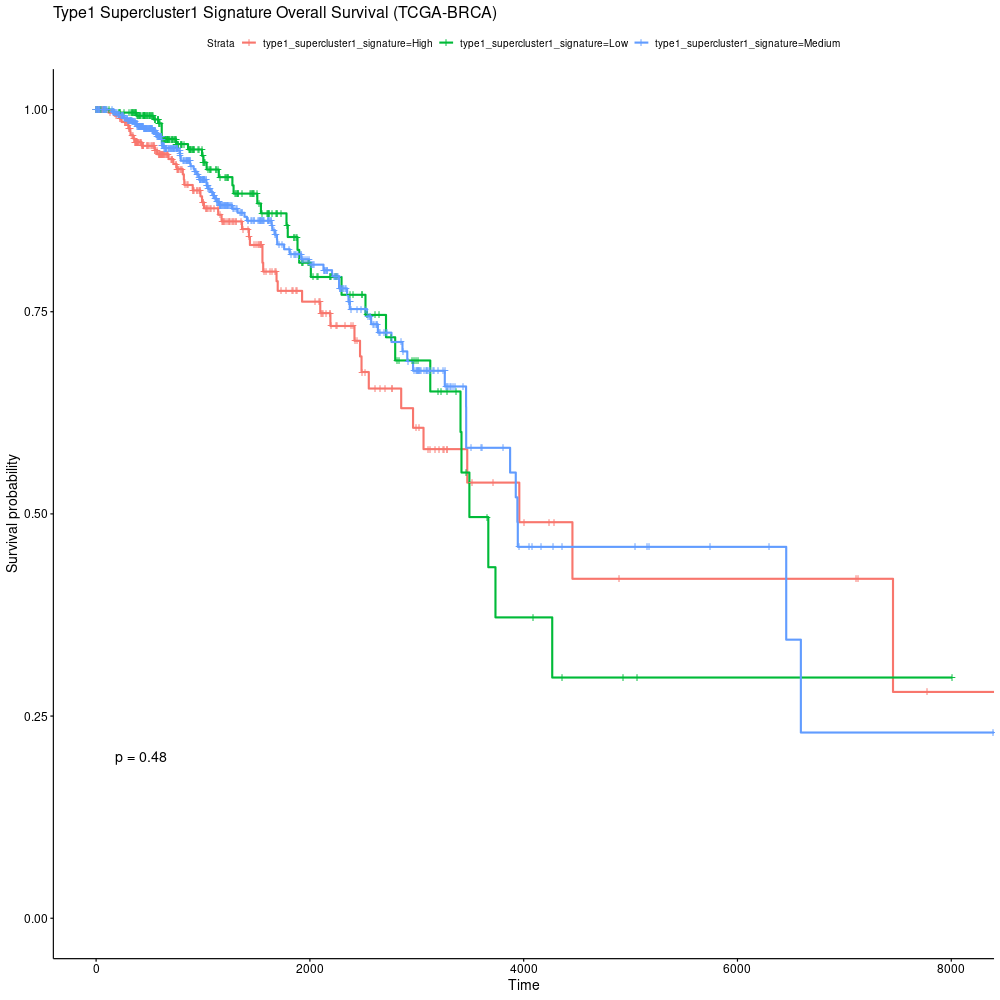 Type1 Supercluster1 Signature Overall Survival (TCGA-BRCA)
Strata type1_supercluster1_signature=High type1_supercluster1_signature=Low type1_supercluster1_signature=Medium
1.00
0.75
0.50
0.25
0.00
Survival probability
p = 0.48
0 2000 4000 6000 8000
Time